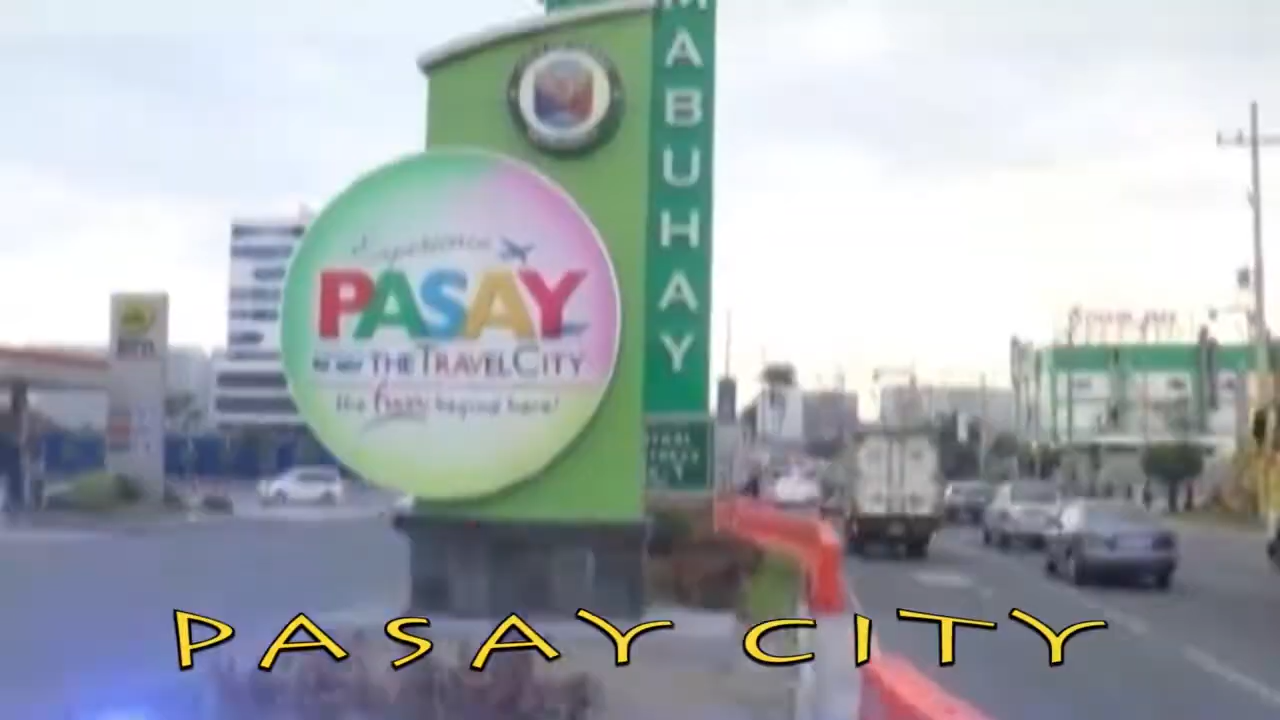 MABUHAY
Experience
PASAY
THE TRAVEL CITY
the fun begins here!
PASAY CITY